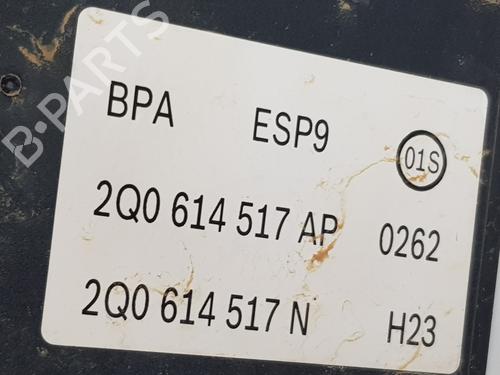 B-PARTS
BPA ESP9 01S
2Q0 614 517 AP 0262
2Q0 614 517 N H23